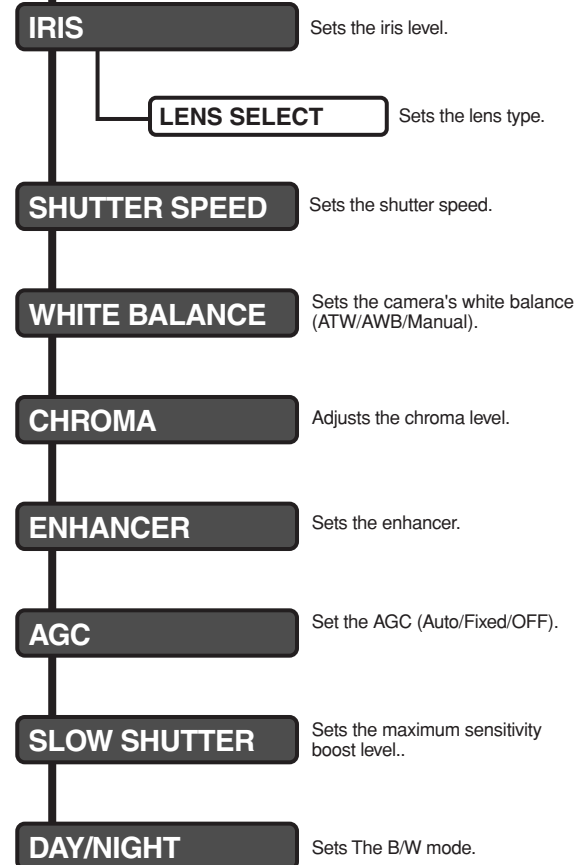 IRIS
Sets the iris level.
LENS SELECT
Sets the lens type.
SHUTTER SPEED
Sets the shutter speed.
WHITE BALANCE
Sets the camera's white balance
(ATW/AWB/Manual).
CHROMA
Adjusts the chroma level.
ENHANCER
Sets the enhancer.
AGC
Set the AGC (Auto/Fixed/OFF).
SLOW SHUTTER
Sets the maximum sensitivity
boost level..
DAY/NIGHT
Sets The B/W mode.